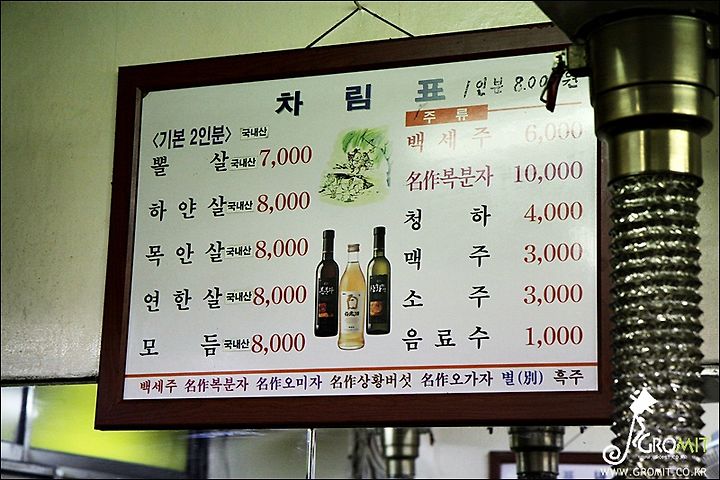 차림표 1인분 8.000원
<기본 2인분> 국내산
뽈 살 국내산 7,000
하얀살 국내산 8,000
목안살 국내산 8,000
연한살 국내산 8,000
모 듬 국내산 8,000
주 류
백세주 6,000
名作복분자 10,000
청 하 4,000
맥 주 3,000
소 주 3,000
음료수 1,000
백세주 名作복분자 名作오미자 名作상황버섯 名作오가자 별(別) 흑주
GROMIT
WWW.GROMIT.CO.KR